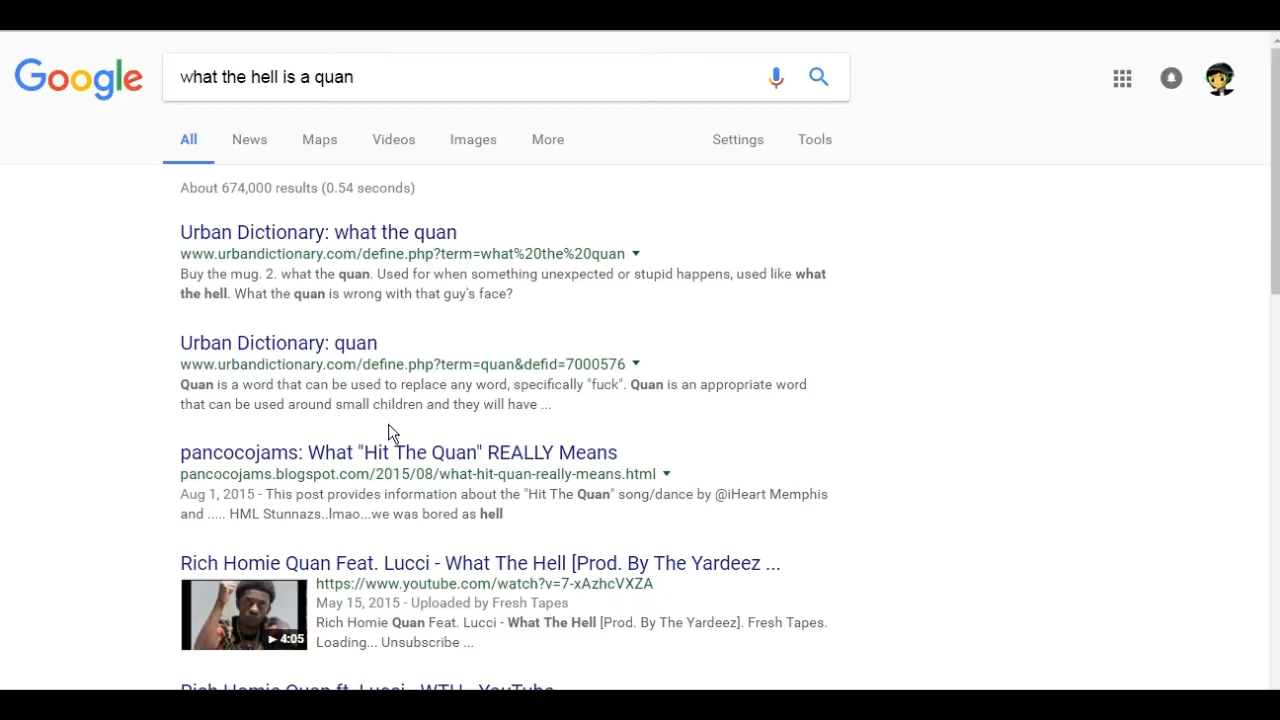 Google
what the hell is a quan
All News Maps Videos Images More Settings Tools
About 674,000 results (0.54 seconds)
Urban Dictionary: what the quan
www.urbandictionary.com/define.php?term=what%20the%20quan
Buy the mug. 2. what the quan. Used for when something unexpected or stupid happens, used like what
the hell. What the quan is wrong with that guy's face?
Urban Dictionary: quan
www.urbandictionary.com/define.php?term=quan&defid=7000576
Quan is a word that can be used to replace any word, specifically "fuck". Quan is an appropriate word
that can be used around small children and they will have ...
pancocojams: What "Hit The Quan" REALLY Means
pancocojams.blogspot.com/2015/08/what-hit-quan-really-means.html
Aug 1, 2015 - This post provides information about the "Hit The Quan" song/dance by @iHeart Memphis
and ..... HML Stunnazs..lmao...we was bored as hell
Rich Homie Quan Feat. Lucci - What The Hell [Prod. By The Yardeez ...
https://www.youtube.com/watch?v=7-xAzhcVXZA
May 15, 2015 - Uploaded by Fresh Tapes
Rich Homie Quan Feat. Lucci - What The Hell [Prod. By The Yardeez]. Fresh Tapes.
4:05
Loading... Unsubscribe ...
Rich Homie Quan ft. Lucci - WTH - YouTube